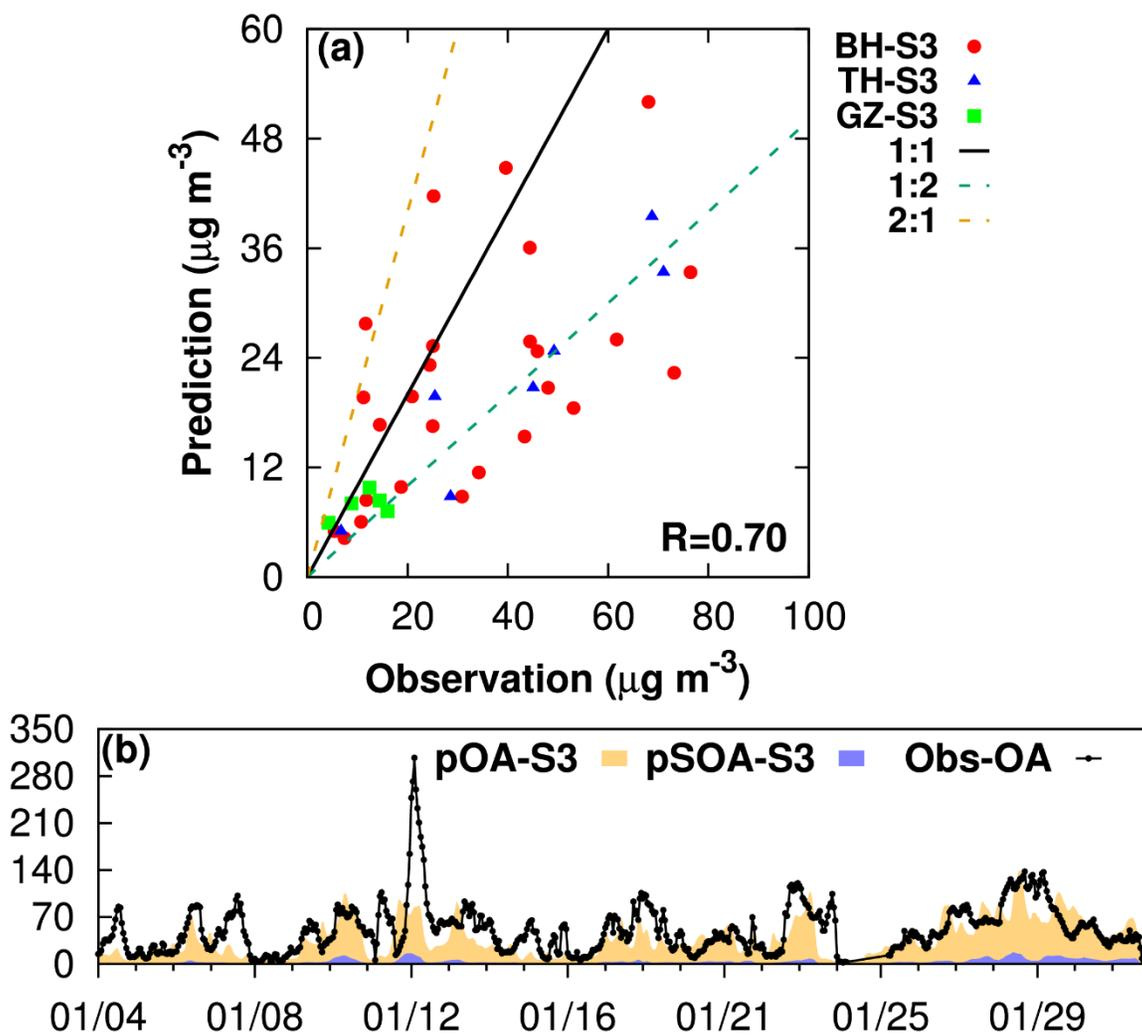 (a)
60
48
36
24
12
0
Prediction (μg m⁻³)
R=0.70
0 20 40 60 80 100
Observation (μg m⁻³)
BH-S3
TH-S3
GZ-S3
1:1
1:2
2:1
(b)
pOA-S3 pSOA-S3 Obs-OA
350
280
210
140
70
0
01/04 01/08 01/12 01/16 01/21 01/25 01/29